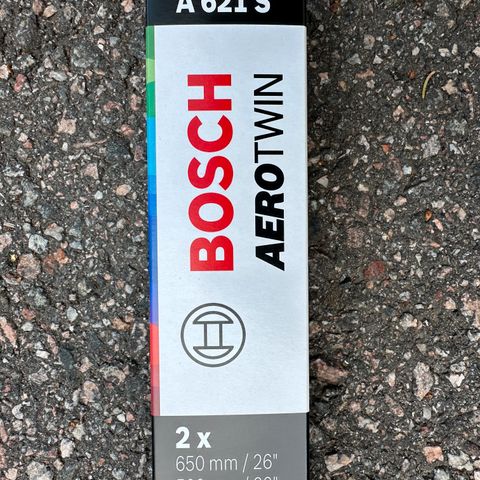 A 621 S
BOSCH
AEROTWIN
2 x
650 mm / 26"